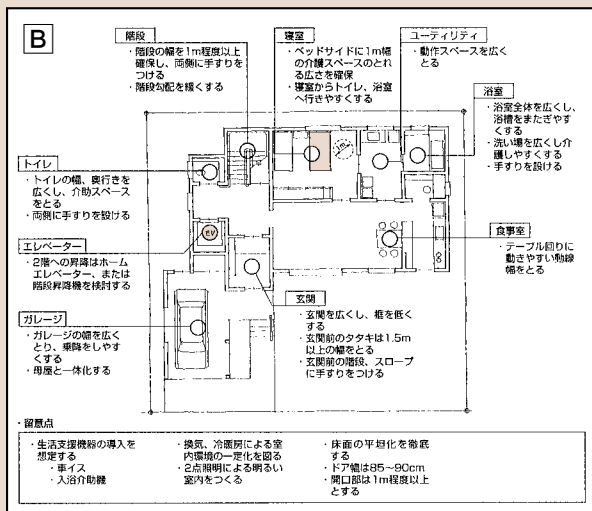 B
階段
・階段の幅を1m程度以上
確保し、両側に手すりを
つける
・階段勾配を緩くする
寝室
・ベッドサイドに1m幅
の介護スペースのとれ
る広さを確保
・寝室からトイレ、浴室
へ行きやすくする
ユーティリティ
・動作スペースを広く
とる
浴室
・浴室全体を広くし、
浴槽をまたぎやす
くする
・洗い場を広くし介
護しやすくする
・手すりを設ける
トイレ
・トイレの幅、奥行きを
広くし、介助スペース
をとる
・両側に手すりを設ける
エレベーター
・2階への昇降はホーム
エレベーター、または
階段昇降機を検討する
EV
1m
食事室
・テーブル回りに
動きやすい動線
幅をとる
ガレージ
・ガレージの幅を広く
とり、乗降をしやす
くする
・母屋と一体化する
玄関
・玄関を広くし、框を低く
する
・玄関前のタタキは1.5m
以上の幅をとる
・玄関前の階段、スロープ
に手すりをつける
・留意点
・生活支援機器の導入を
想定する
・車イス
・入浴介助機
・換気、冷暖房による室
内環境の一定化を図る
・2点照明による明るい
室内をつくる
・床面の平坦化を徹底
する
・ドア幅は85～90cm
・開口部は1m程度以上
とする